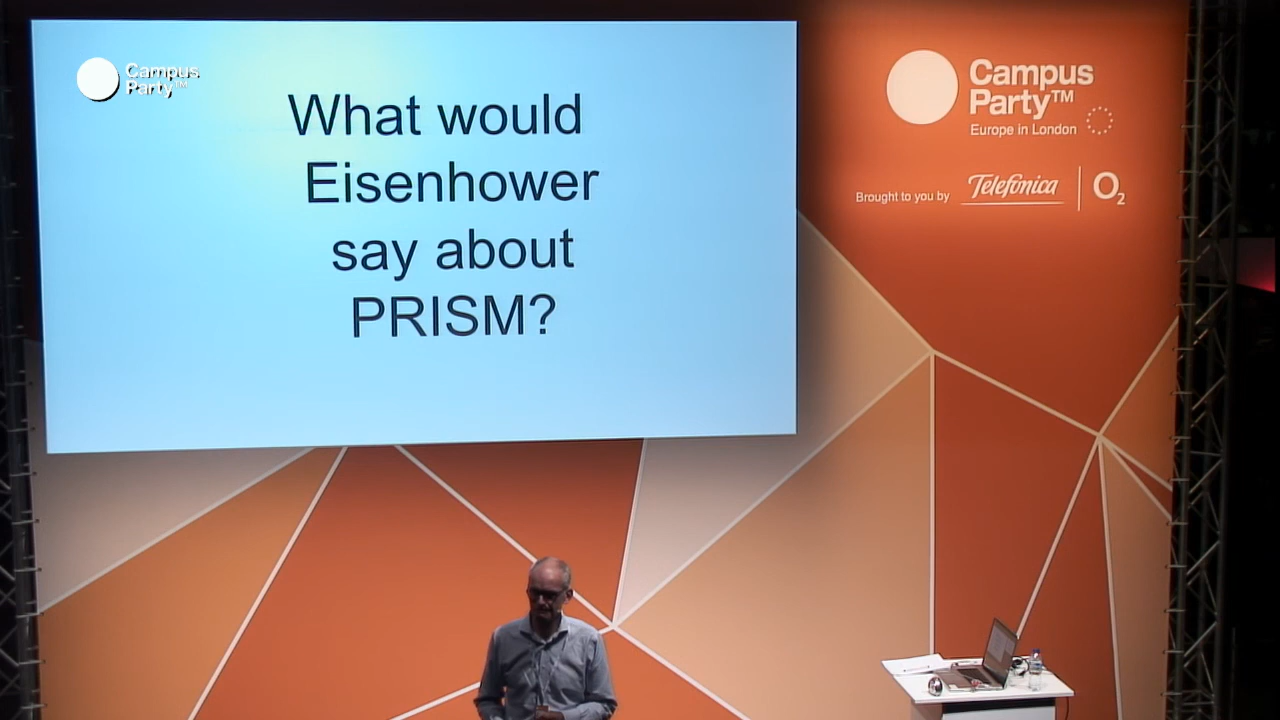 Campus
Party™
What would
Eisenhower
say about
PRISM?
Campus
Party™
Europe in London
Brought to you by
Telefónica
O2